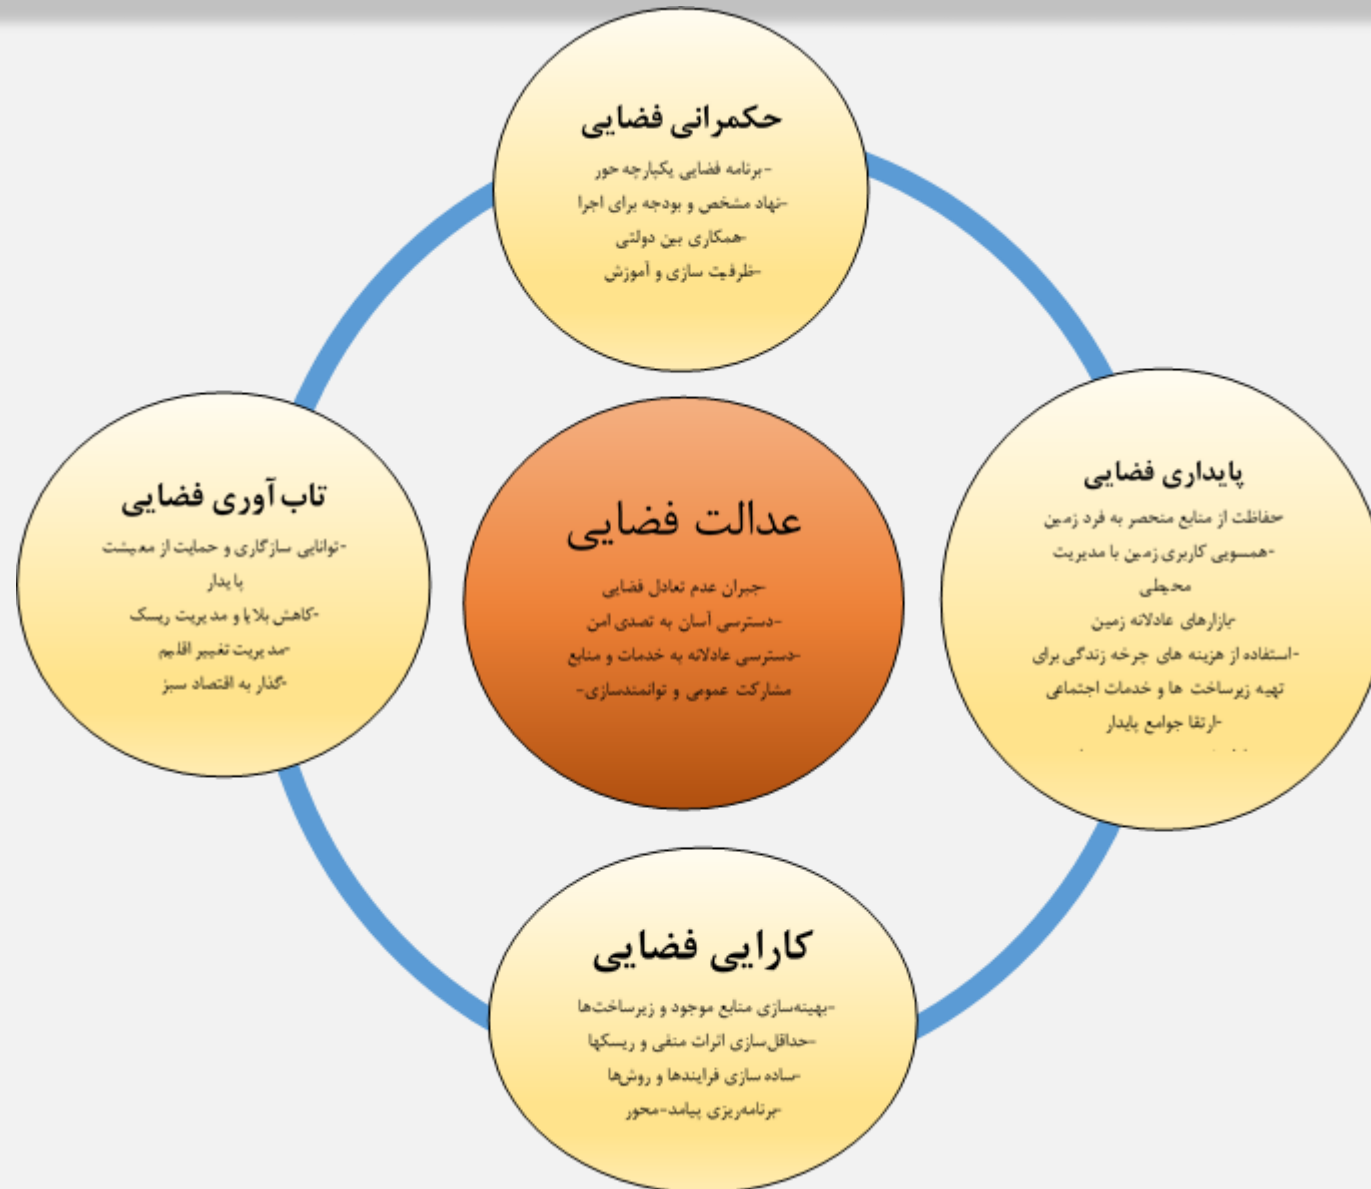 حکمرانی فضایی
-برنامه فضایی یکپارچه حور
-نهاد مشخص و بودجه برای اجرا
-همکاری بین دولتی
-ظرفیت سازی و آموزش
پایداری فضایی
-حفاظت از منابع منحصر به فرد زمین
-همسویی کاربری زمین با مدیریت
محیطی
-بازارهای عادلانه زمین
-استفاده از هزینه های چرخه زندگی برای
تهیه زیرساخت ها و خدمات اجتماعی
-ارتقا جوامع پایدار
عدالت فضایی
-جبران عدم تعادل فضایی
-دسترسی آسان به تصدی امن
-دسترسی عادلانه به خدمات و منابع
مشارکت عمومی و توانمندسازی-
تاب آوری فضایی
-توانایی سازگاری و حمایت از معیشت
پایدار
-کاهش بلایا و مدیریت ریسک
-مدیریت تغییر اقلیم
-گذار به اقتصاد سبز
کارایی فضایی
-بهینه‌سازی منابع موجود و زیرساخت‌ها
-حداقل‌سازی اثرات منفی و ریسکها
-ساده سازی فرایندها و روش‌ها
-برنامه‌ریزی پیامد-محور